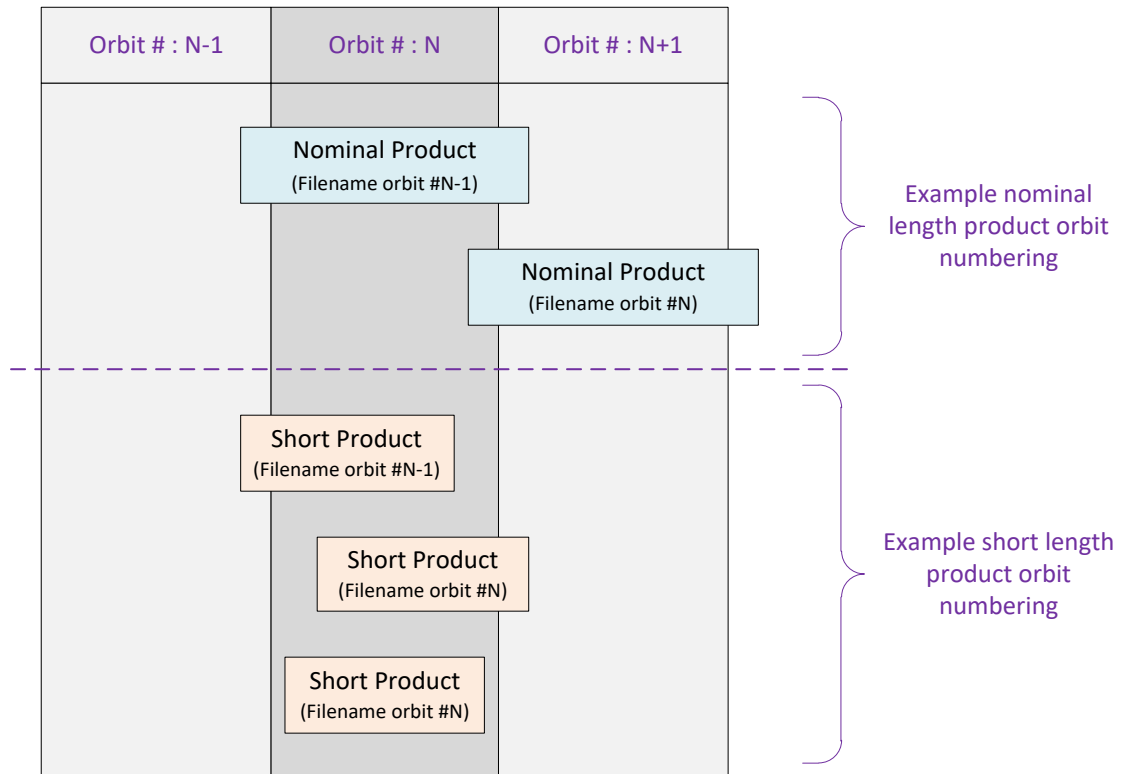 Orbit # : N-1
Orbit # : N
Orbit # : N+1
Nominal Product
(Filename orbit #N-1)
Example nominal
length product orbit
numbering
Nominal Product
(Filename orbit #N)
Short Product
(Filename orbit #N-1)
Short Product
(Filename orbit #N)
Example short length
product orbit
numbering
Short Product
(Filename orbit #N)